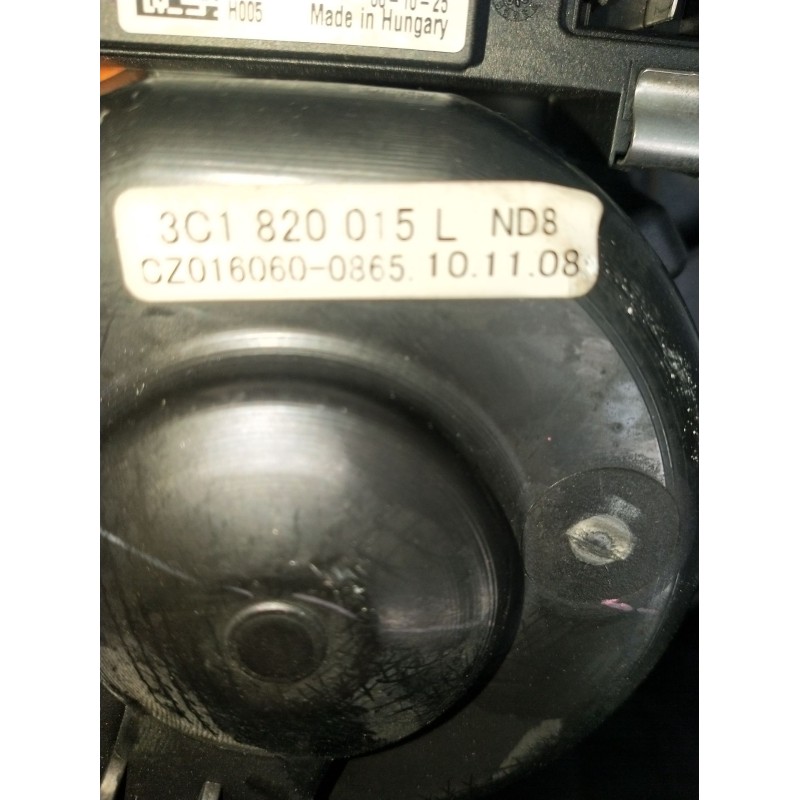 H005
Made in Hungary
3C1 820 015 L ND8
CZ016060-0865. 10.11.08